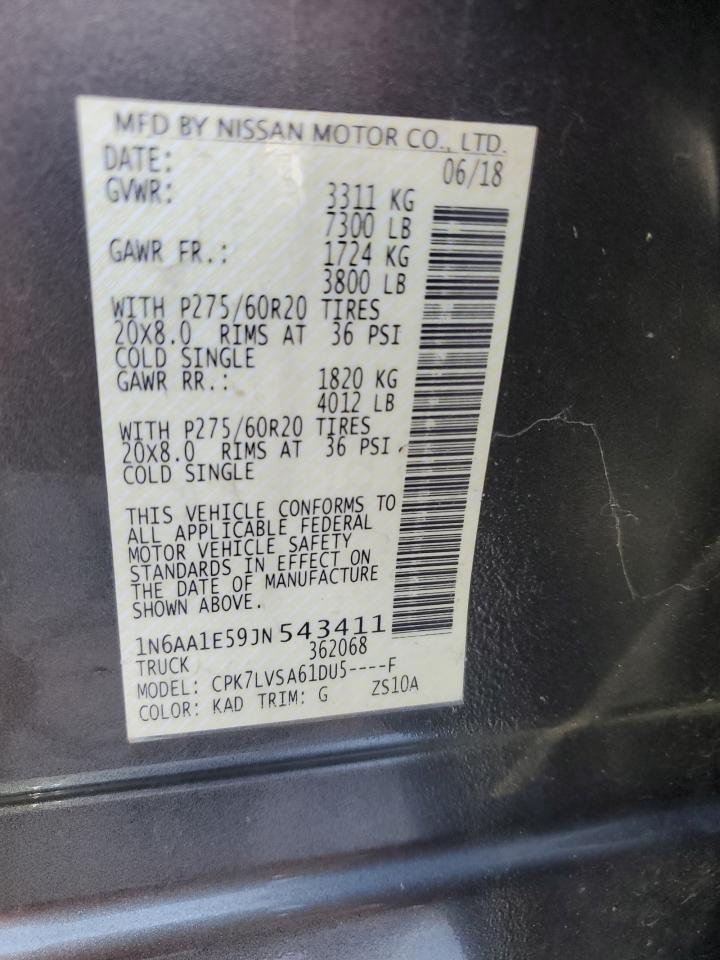 MFD BY NISSAN MOTOR CO., LTD.
DATE: 06/18
GVWR: 3311 KG
7300 LB
GAWR FR.: 1724 KG
3800 LB
WITH P275/60R20 TIRES
20X8.0 RIMS AT 36 PSI
COLD SINGLE
GAWR RR.: 1820 KG
4012 LB
WITH P275/60R20 TIRES
20X8.0 RIMS AT 36 PSI
COLD SINGLE
THIS VEHICLE CONFORMS TO
ALL APPLICABLE FEDERAL
MOTOR VEHICLE SAFETY
STANDARDS IN EFFECT ON
THE DATE OF MANUFACTURE
SHOWN ABOVE.
1N6AA1E59JN543411
362068
TRUCK
MODEL: CPK7LVSA61DU5----F
COLOR: KAD TRIM: G ZS10A